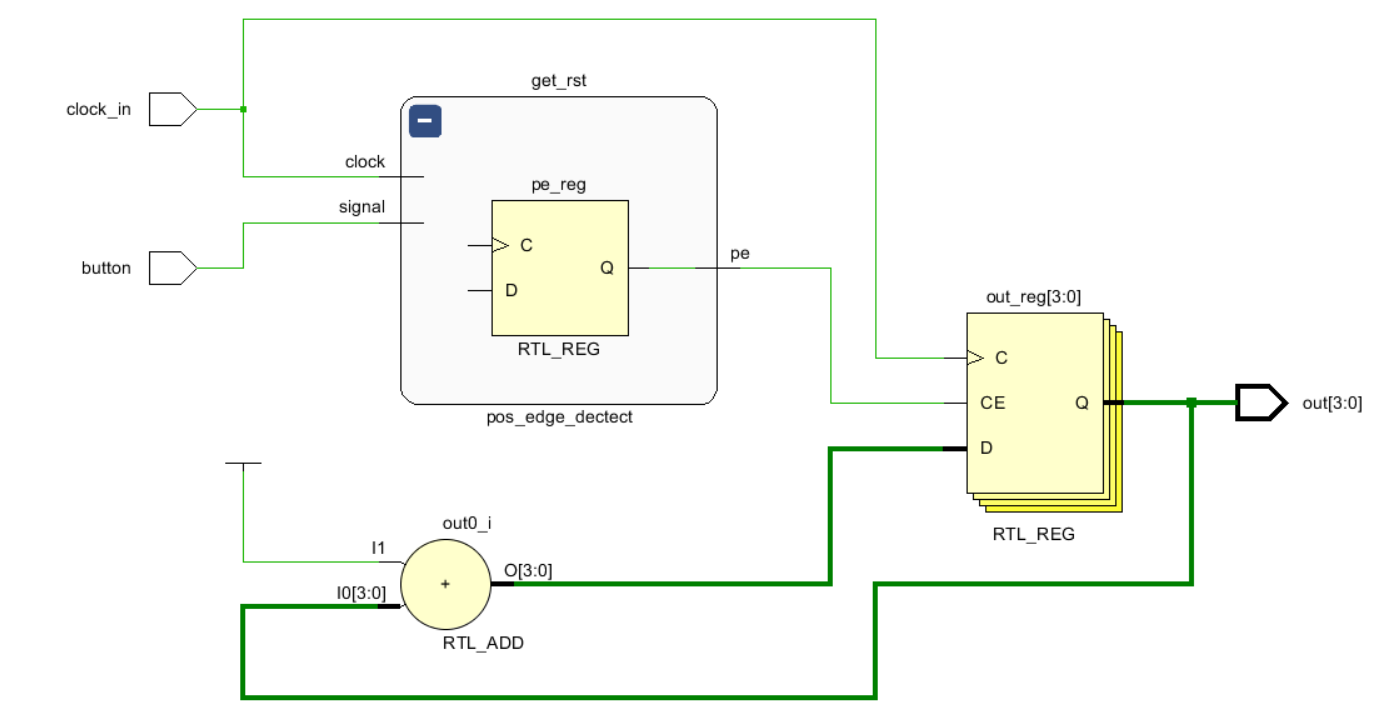 get_rst
clock_in
clock
pe_reg
signal
C
pe
button
Q
D
out_reg[3:0]
RTL_REG
C
CE
Q
out[3:0]
pos_edge_dectect
D
out0_i
RTL_REG
I1
+
O[3:0]
I0[3:0]
RTL_ADD